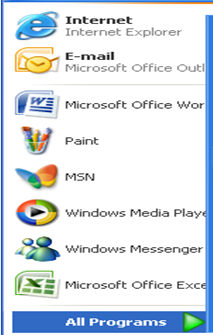 Internet
Internet Explorer
E-mail
Microsoft Office Outl
Microsoft Office Wor
Paint
MSN
Windows Media Playe
Windows Messenger
Microsoft Office Exce
All Programs